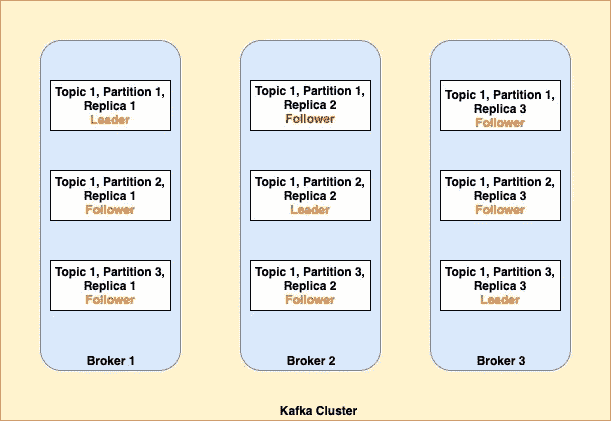 Topic 1, Partition 1,
Replica 1
Leader
Topic 1, Partition 2,
Replica 1
Follower
Topic 1, Partition 3,
Replica 1
Follower
Broker 1
Topic 1, Partition 1,
Replica 2
Follower
Topic 1, Partition 2,
Replica 2
Leader
Topic 1, Partition 3,
Replica 2
Follower
Broker 2
Topic 1, Partition 1,
Replica 3
Follower
Topic 1, Partition 2,
Replica 3
Follower
Topic 1, Partition 3,
Replica 3
Leader
Broker 3
Kafka Cluster